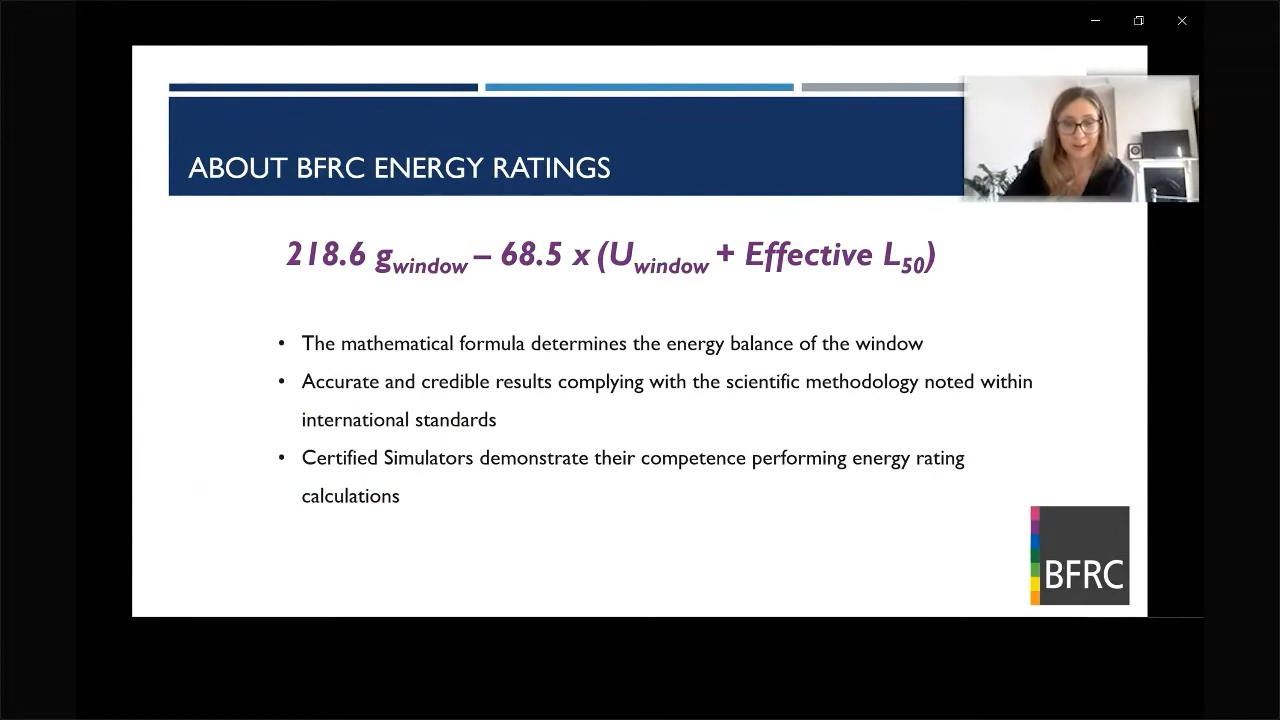 ABOUT BFRC ENERGY RATINGS
218.6 gwindow – 68.5 x (Uwindow + Effective L50)
• The mathematical formula determines the energy balance of the window
• Accurate and credible results complying with the scientific methodology noted within
international standards
• Certified Simulators demonstrate their competence performing energy rating
calculations
BFRC